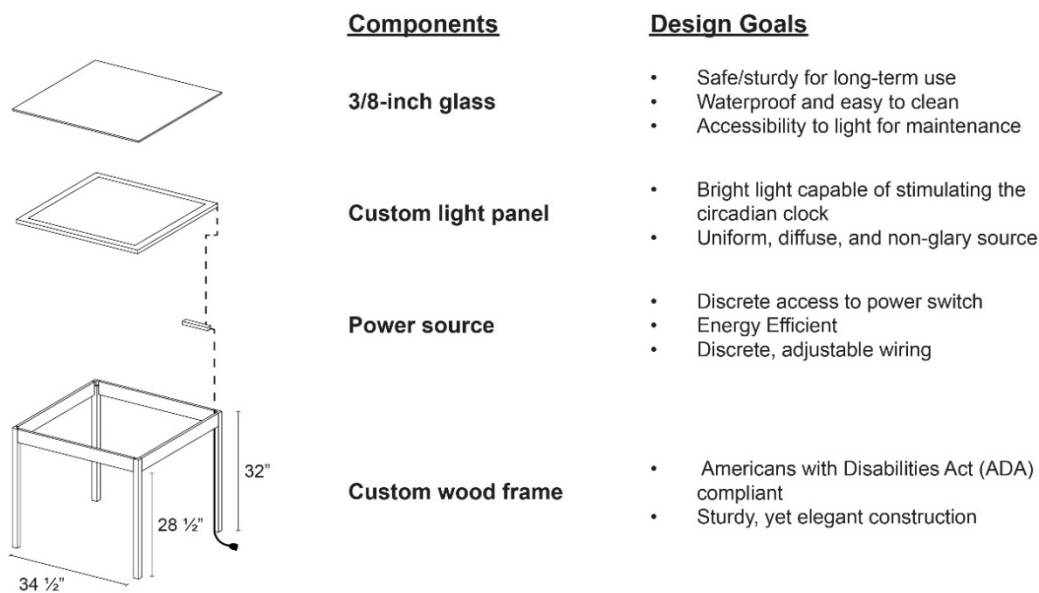 Components
Design Goals
3/8-inch glass
• Safe/sturdy for long-term use
• Waterproof and easy to clean
• Accessibility to light for maintenance
Custom light panel
• Bright light capable of stimulating the
circadian clock
• Uniform, diffuse, and non-glary source
Power source
• Discrete access to power switch
• Energy Efficient
• Discrete, adjustable wiring
Custom wood frame
• Americans with Disabilities Act (ADA)
compliant
• Sturdy, yet elegant construction
32”
28 ½”
34 ½”